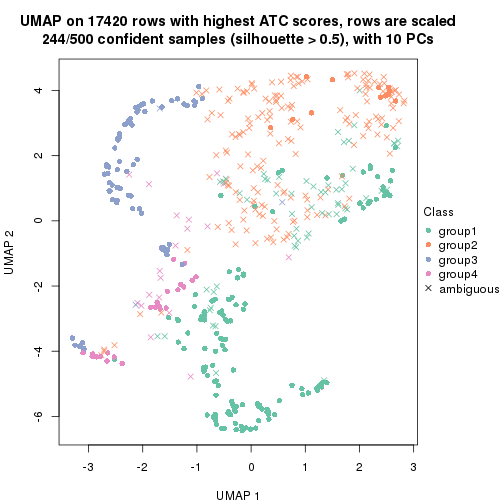 UMAP on 17420 rows with highest ATC scores, rows are scaled
244/500 confident samples (silhouette > 0.5), with 10 PCs
4
2
0
-2
-4
-6
UMAP 2
-3
-2
-1
0
1
2
3
UMAP 1
Class
group1
group2
group3
group4
ambiguous